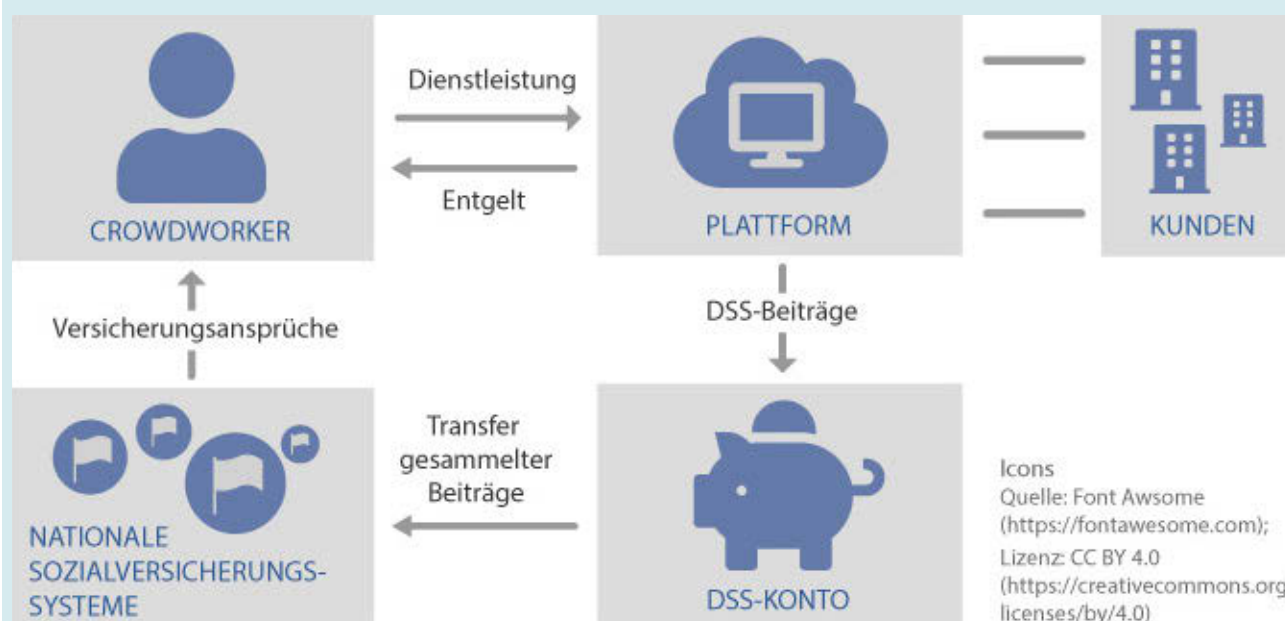 Dienstleistung
Entgelt
CROWDWORKER
PLATTFORM
KUNDEN
Versicherungsansprüche
DSS-Beiträge
Transfer
gesammelter
Beiträge
NATIONALE
SOZIALVERSICHERUNGS-
SYSTEME
DSS-KONTO
Icons
Quelle: Font Awsome
(https://fontawesome.com);
Lizenz: CC BY 4.0
(https://creativecommons.org
licenses/by/4.0)